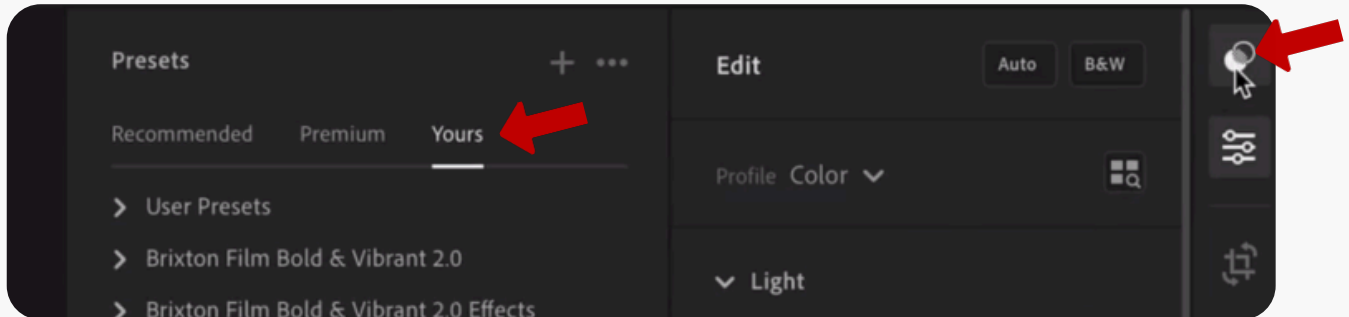 Presets
Recommended Premium Yours
User Presets
Brixton Film Bold & Vibrant 2.0
Brixton Film Bold & Vibrant 2.0 Effects
Edit Auto B&W
Profile Color
Light